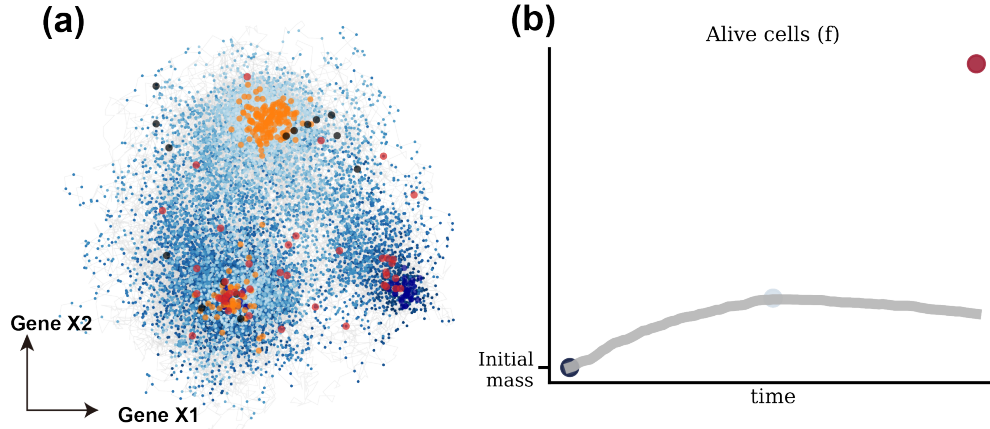 (a)
Gene X2
Gene X1
(b)
Alive cells (f)
Initial
mass
time